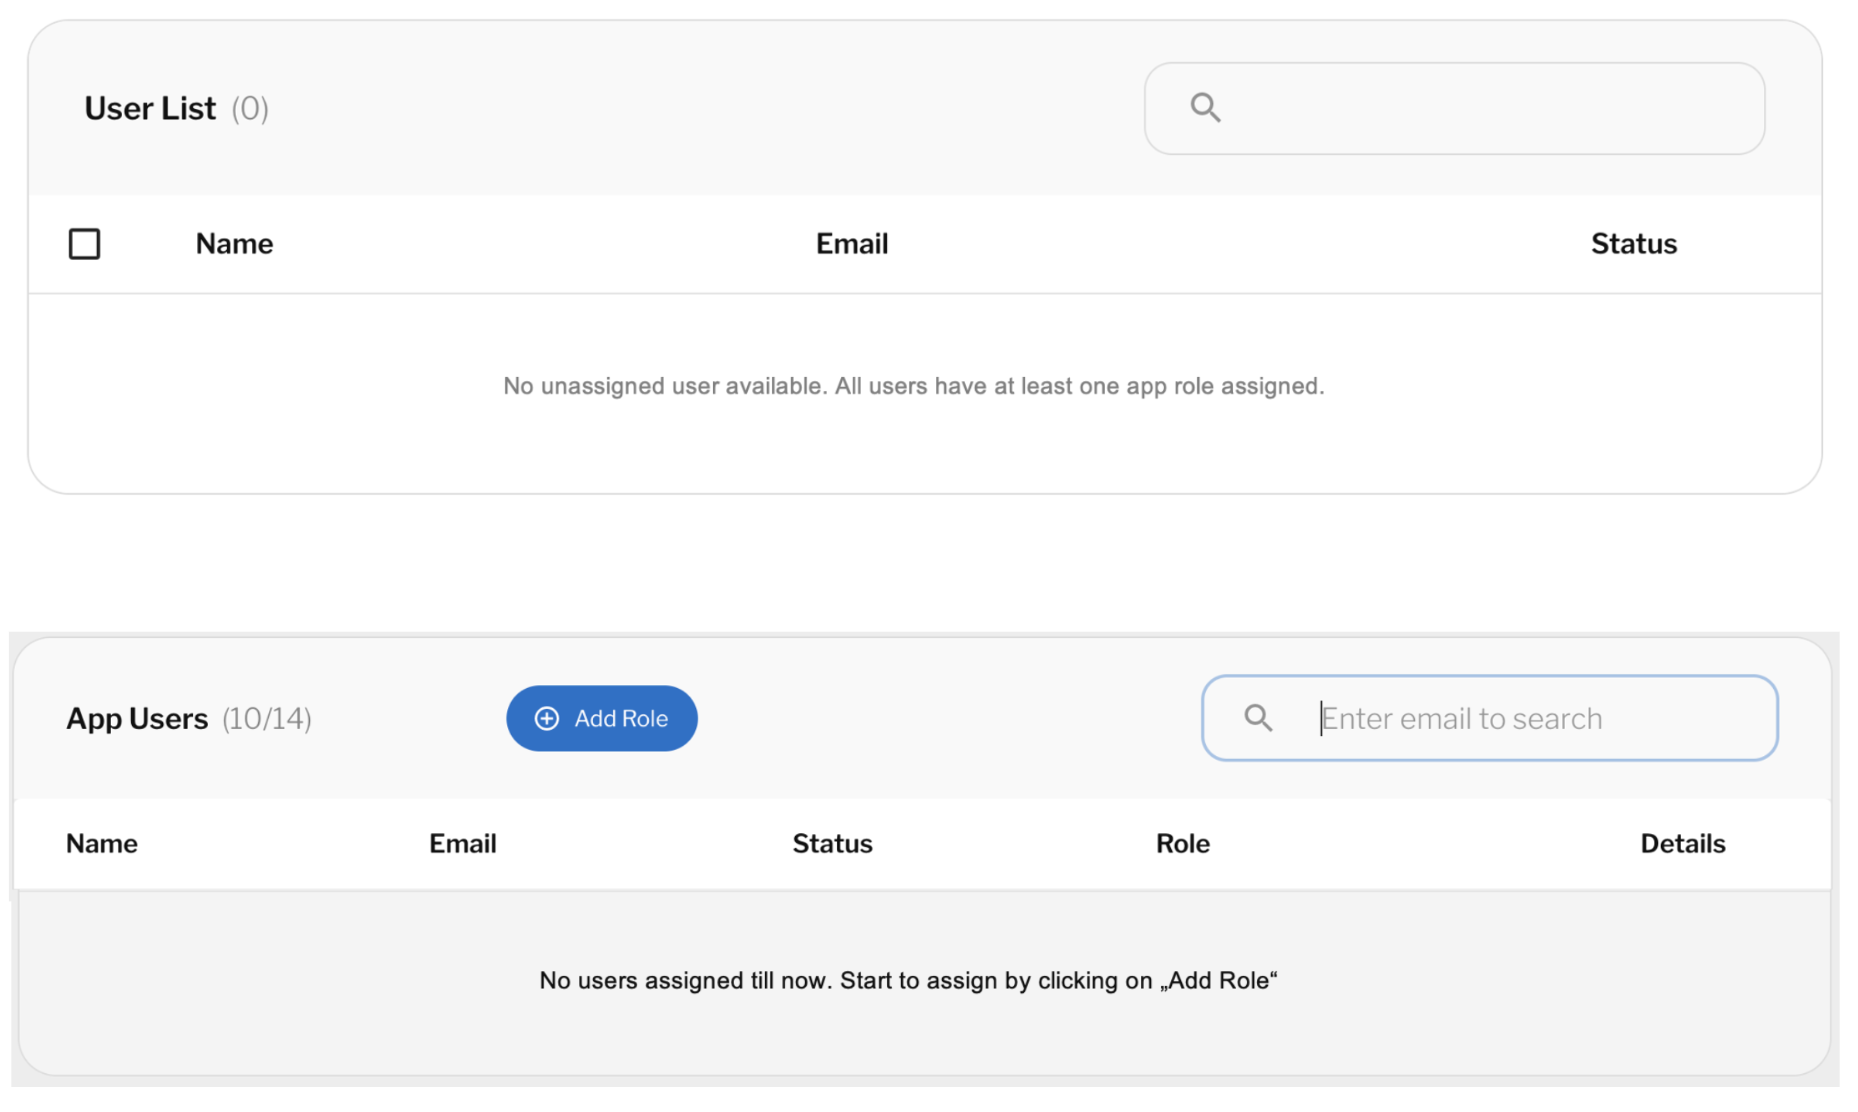 User List (0)
Name Email Status
No unassigned user available. All users have at least one app role assigned.
App Users (10/14) Add Role Enter email to search
Name Email Status Role Details
No users assigned till now. Start to assign by clicking on „Add Role“